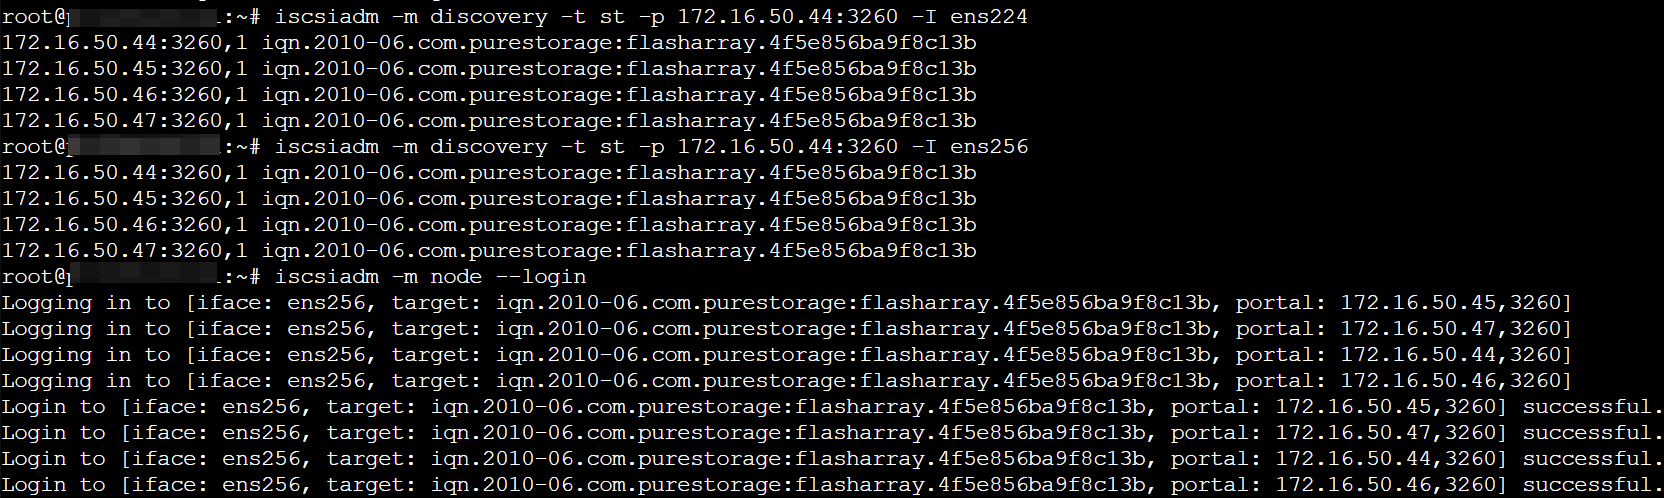 root@ :~# iscsiadm -m discovery -t st -p 172.16.50.44:3260 -I ens224
172.16.50.44:3260,1 iqn.2010-06.com.purestorage:flasharray.4f5e856ba9f8c13b
172.16.50.45:3260,1 iqn.2010-06.com.purestorage:flasharray.4f5e856ba9f8c13b
172.16.50.46:3260,1 iqn.2010-06.com.purestorage:flasharray.4f5e856ba9f8c13b
172.16.50.47:3260,1 iqn.2010-06.com.purestorage:flasharray.4f5e856ba9f8c13b
root@ :~# iscsiadm -m discovery -t st -p 172.16.50.44:3260 -I ens256
172.16.50.44:3260,1 iqn.2010-06.com.purestorage:flasharray.4f5e856ba9f8c13b
172.16.50.45:3260,1 iqn.2010-06.com.purestorage:flasharray.4f5e856ba9f8c13b
172.16.50.46:3260,1 iqn.2010-06.com.purestorage:flasharray.4f5e856ba9f8c13b
172.16.50.47:3260,1 iqn.2010-06.com.purestorage:flasharray.4f5e856ba9f8c13b
root@ :~# iscsiadm -m node --login
Logging in to [iface: ens256, target: iqn.2010-06.com.purestorage:flasharray.4f5e856ba9f8c13b, portal: 172.16.50.45,3260]
Logging in to [iface: ens256, target: iqn.2010-06.com.purestorage:flasharray.4f5e856ba9f8c13b, portal: 172.16.50.47,3260]
Logging in to [iface: ens256, target: iqn.2010-06.com.purestorage:flasharray.4f5e856ba9f8c13b, portal: 172.16.50.44,3260]
Logging in to [iface: ens256, target: iqn.2010-06.com.purestorage:flasharray.4f5e856ba9f8c13b, portal: 172.16.50.46,3260]
Login to [iface: ens256, target: iqn.2010-06.com.purestorage:flasharray.4f5e856ba9f8c13b, portal: 172.16.50.45,3260] successful.
Login to [iface: ens256, target: iqn.2010-06.com.purestorage:flasharray.4f5e856ba9f8c13b, portal: 172.16.50.47,3260] successful.
Login to [iface: ens256, target: iqn.2010-06.com.purestorage:flasharray.4f5e856ba9f8c13b, portal: 172.16.50.44,3260] successful.
Login to [iface: ens256, target: iqn.2010-06.com.purestorage:flasharray.4f5e856ba9f8c13b, portal: 172.16.50.46,3260] successful.